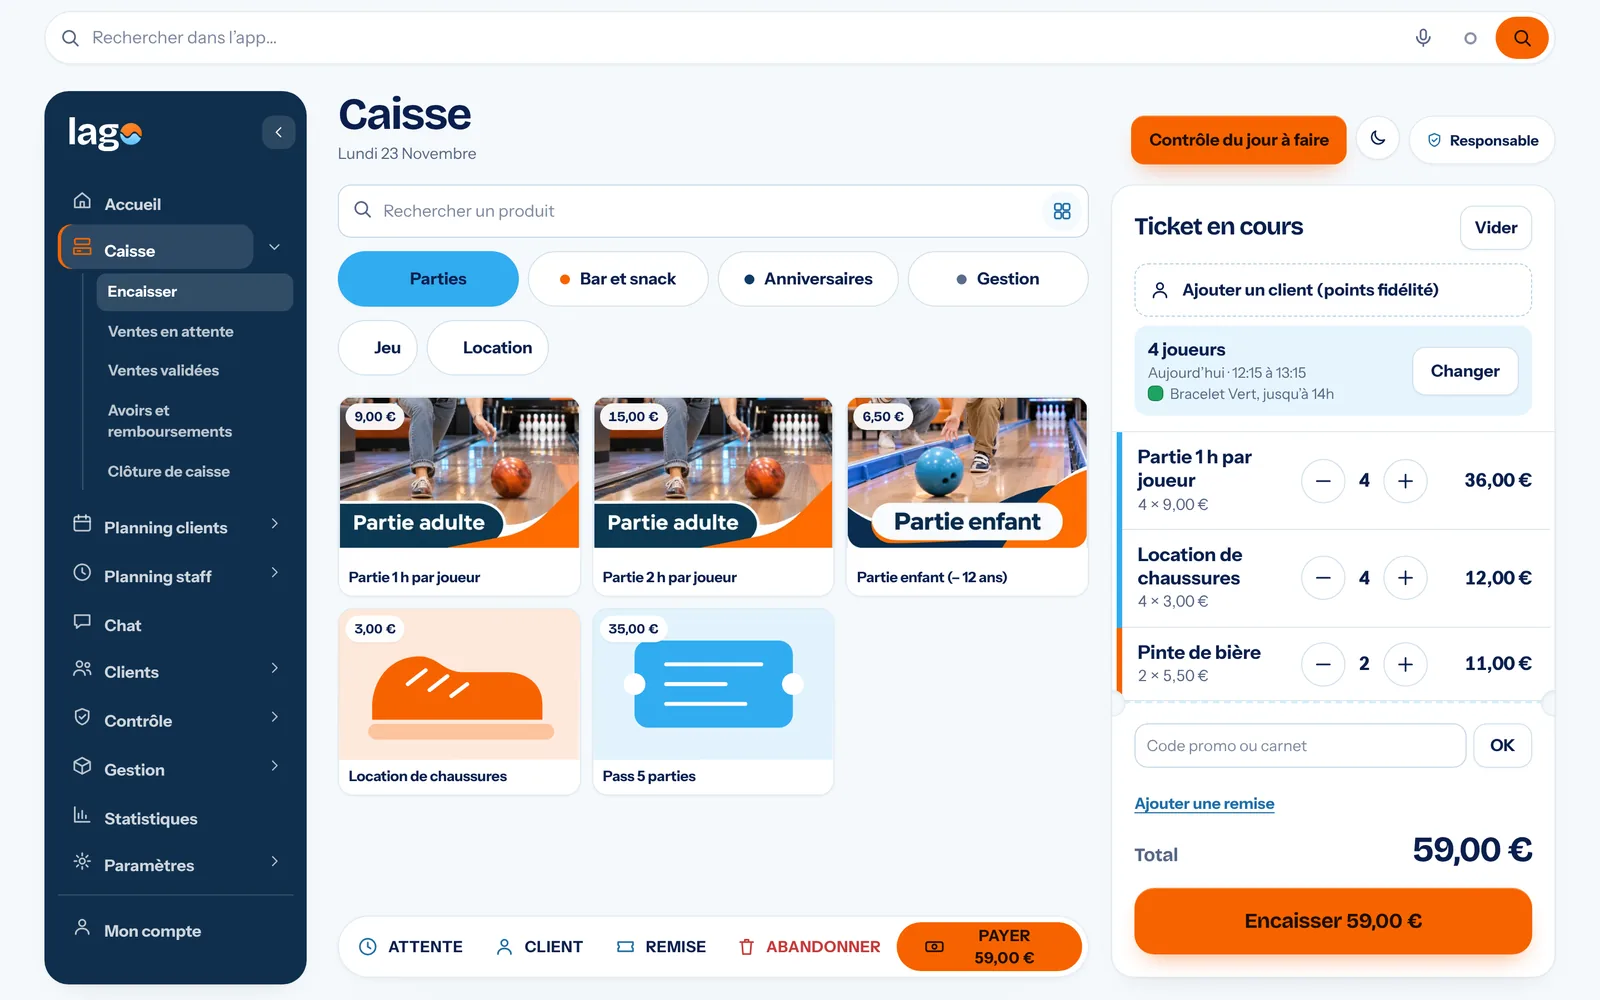 Rechercher dans l'app...
lago
Accueil
Caisse
Encaisser
Ventes en attente
Ventes validées
Avoirs et
remboursements
Clôture de caisse
Planning clients
Planning staff
Chat
Clients
Contrôle
Gestion
Statistiques
Paramètres
Mon compte
Caisse
Lundi 23 Novembre
Contrôle du jour à faire
Responsable
Rechercher un produit
Parties
Bar et snack
Anniversaires
Gestion
Jeu
Location
9,00 €
Partie adulte
Partie 1 h par joueur
15,00 €
Partie adulte
Partie 2 h par joueur
6,50 €
Partie enfant
Partie enfant (– 12 ans)
3,00 €
Location de chaussures
35,00 €
Pass 5 parties
ATTENTE
CLIENT
REMISE
ABANDONNER
PAYER
59,00 €
Ticket en cours
Vider
Ajouter un client (points fidélité)
4 joueurs
Aujourd'hui · 12:15 à 13:15
Bracelet Vert, jusqu'à 14h
Changer
Partie 1 h par
joueur
4 × 9,00 €
4
36,00 €
Location de
chaussures
4 × 3,00 €
4
12,00 €
Pinte de bière
2 × 5,50 €
2
11,00 €
Code promo ou carnet
OK
Ajouter une remise
Total
59,00 €
Encaisser 59,00 €